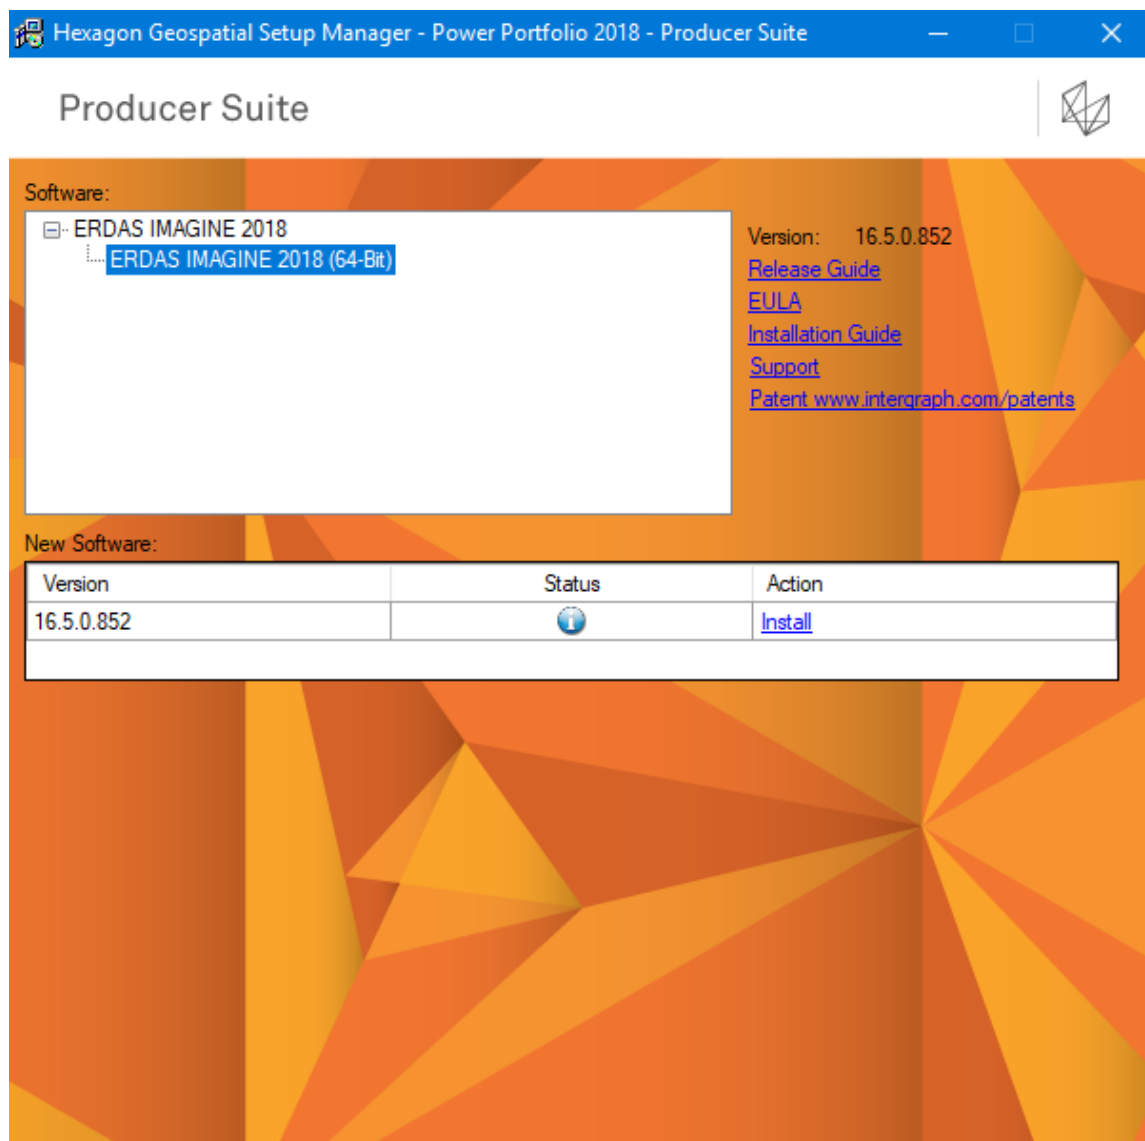 Hexagon Geospatial Setup Manager - Power Portfolio 2018 - Producer Suite
Producer Suite
Software:
ERDAS IMAGINE 2018
ERDAS IMAGINE 2018 (64-Bit)
Version: 16.5.0.852
Release Guide
EULA
Installation Guide
Support
Patent www.intergraph.com/patents
New Software:
Version Status Action
16.5.0.852 Install